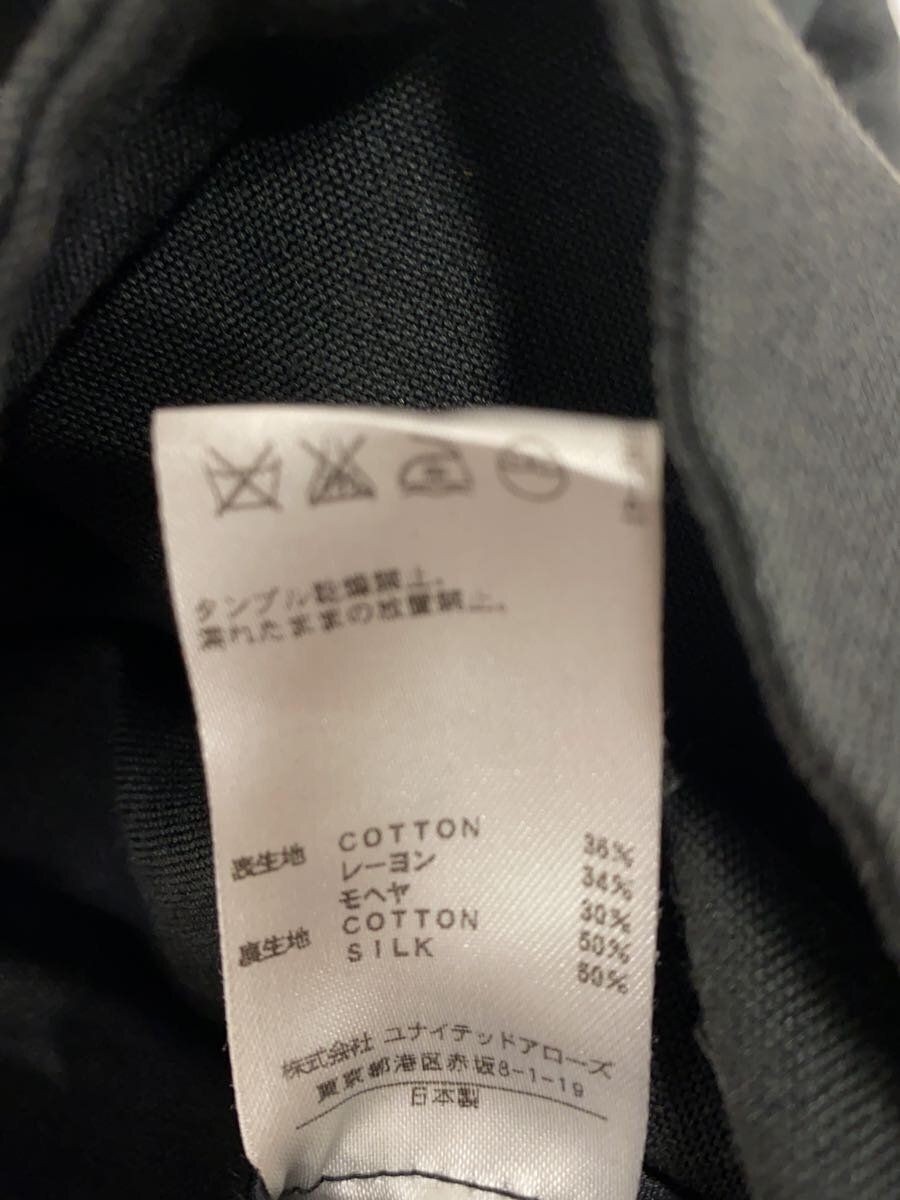 タンブル乾燥禁止。
濡れたままの放置禁止。
表生地 COTTON 36%
レーヨン 34%
モヘヤ 30%
裏生地 COTTON 50%
SILK 50%
株式会社 ユナイテッドアローズ
東京都港区赤坂8-1-19
日本製